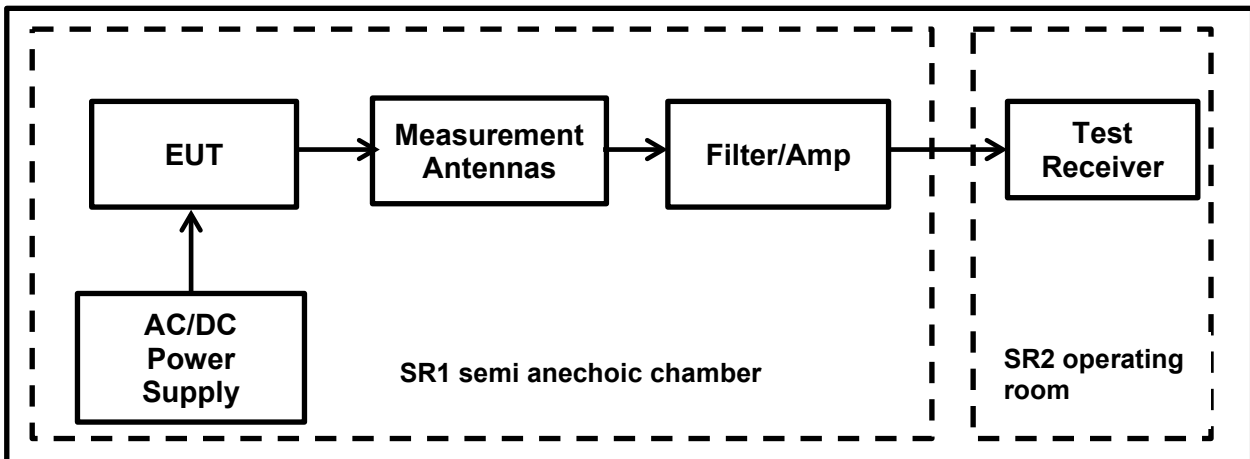 EUT
Measurement
Antennas
Filter/Amp
Test
Receiver
AC/DC
Power
Supply
SR1 semi anechoic chamber
SR2 operating
room